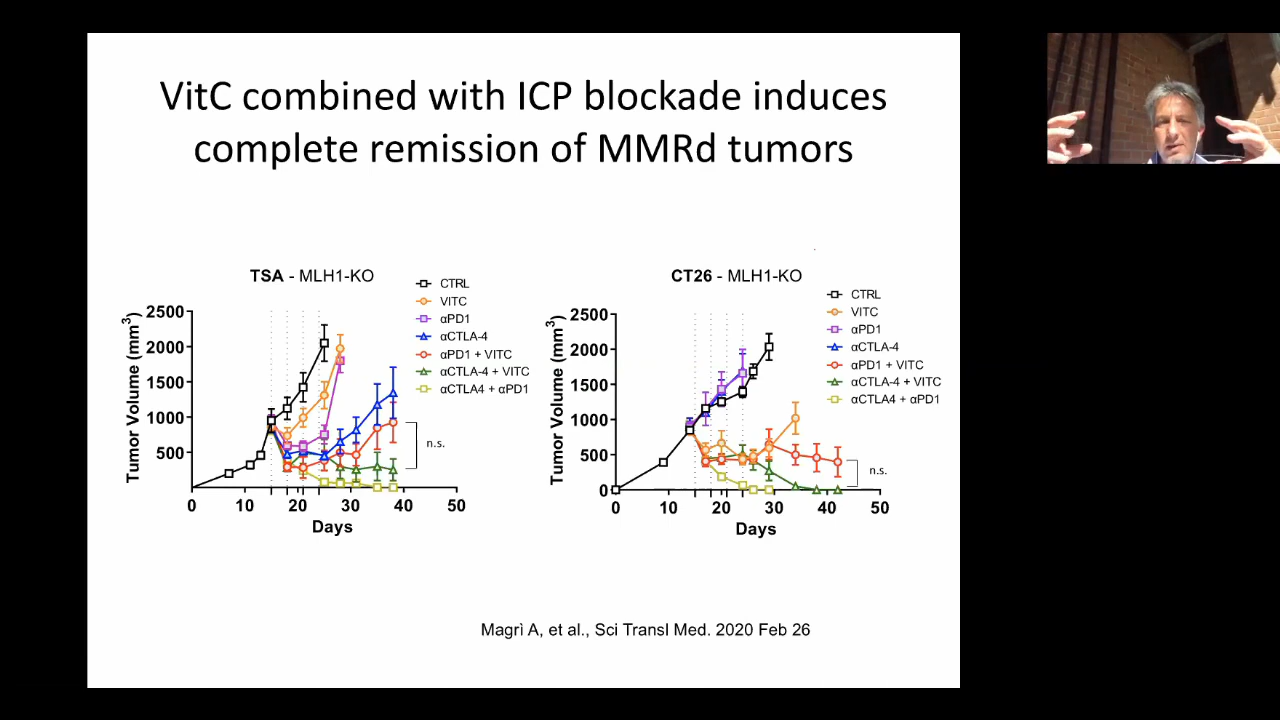 VitC combined with ICP blockade induces
complete remission of MMRd tumors
TSA - MLH1-KO
Tumor Volume (mm³)
2500
2000
1500
1000
500
0
10
20
30
40
50
Days
CTRL
VITC
αPD1
αCTLA-4
αPD1 + VITC
αCTLA-4 + VITC
αCTLA4 + αPD1
n.s.
CT26 - MLH1-KO
Tumor Volume (mm³)
2500
2000
1500
1000
500
0
0
10
20
30
40
50
Days
CTRL
VITC
αPD1
αCTLA-4
αPD1 + VITC
αCTLA-4 + VITC
αCTLA4 + αPD1
n.s.
Magrì A, et al., Sci Transl Med. 2020 Feb 26